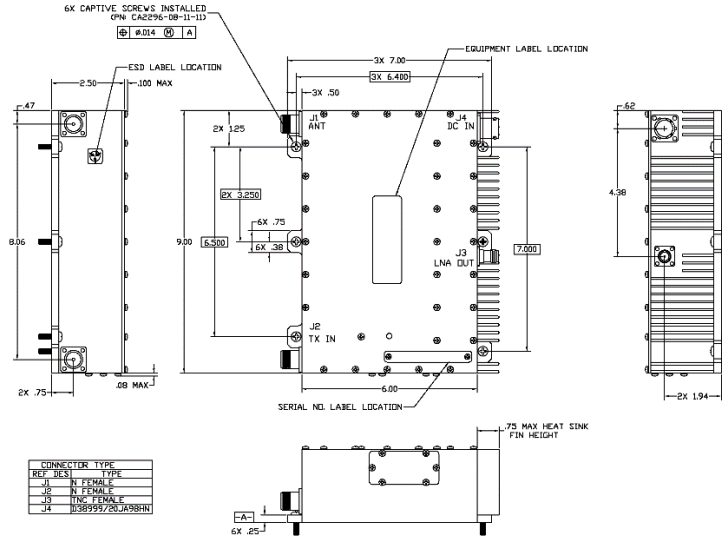 6X CAPTIVE SCREWS INSTALLED
(PN: CA2296-08-11-11)
⌀.014 Ⓜ A
ESD LABEL LOCATION
EQUIPMENT LABEL LOCATION
2.50
.100 MAX
3X 7.00
3X 6.400
3X .50
.47
.62
J1
ANT
J4
DC IN
2X 1.25
2X 3.250
6X .75
6X .38
8.06
9.00
6.500
7.000
4.38
J3
LNA OUT
J2
TX IN
2X .75
.08 MAX
6.00
2X 1.94
SERIAL NO. LABEL LOCATION
.75 MAX HEAT SINK
FIN HEIGHT
CONNECTOR TYPE
REF DES TYPE
J1 N FEMALE
J2 N FEMALE
J3 TNC FEMALE
J4 D38999/20JA98HN
-A-
6X .25